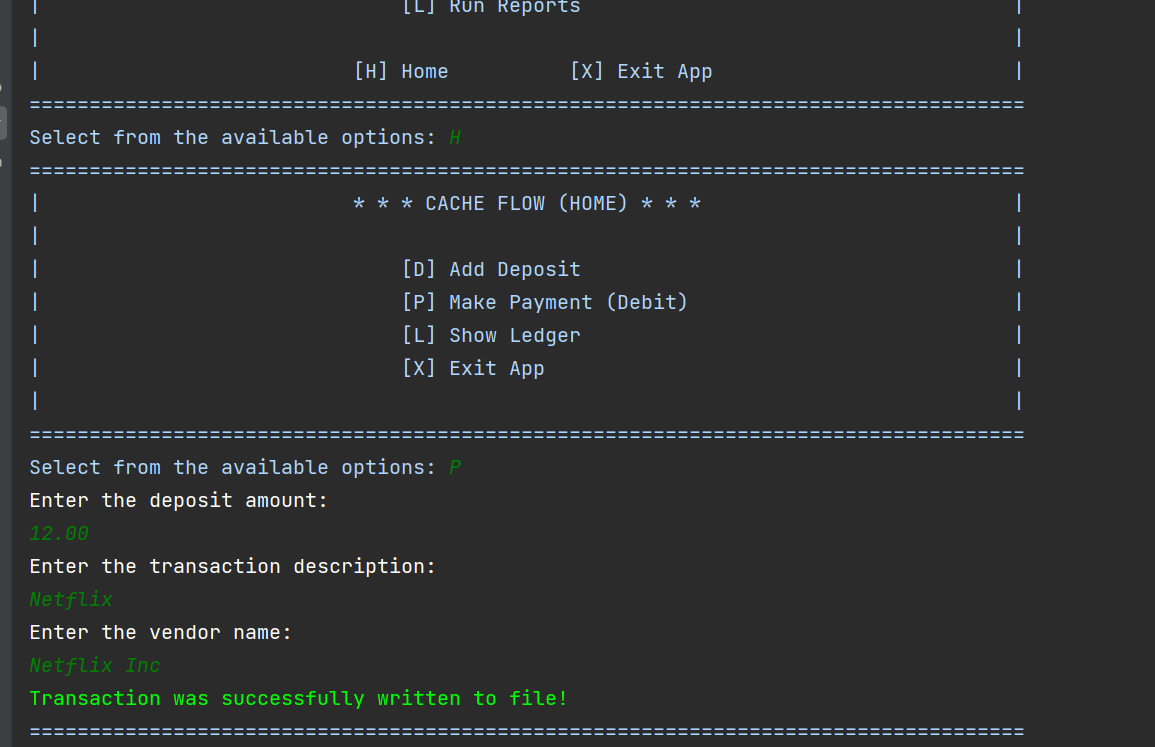 | [L] Run Reports |
| |
| [H] Home [X] Exit App |
===================================================================================
Select from the available options: H
===================================================================================
| * * * CACHE FLOW (HOME) * * * |
| |
| [D] Add Deposit |
| [P] Make Payment (Debit) |
| [L] Show Ledger |
| [X] Exit App |
| |
===================================================================================
Select from the available options: P
Enter the deposit amount:
12.00
Enter the transaction description:
Netflix
Enter the vendor name:
Netflix Inc
Transaction was successfully written to file!
===================================================================================